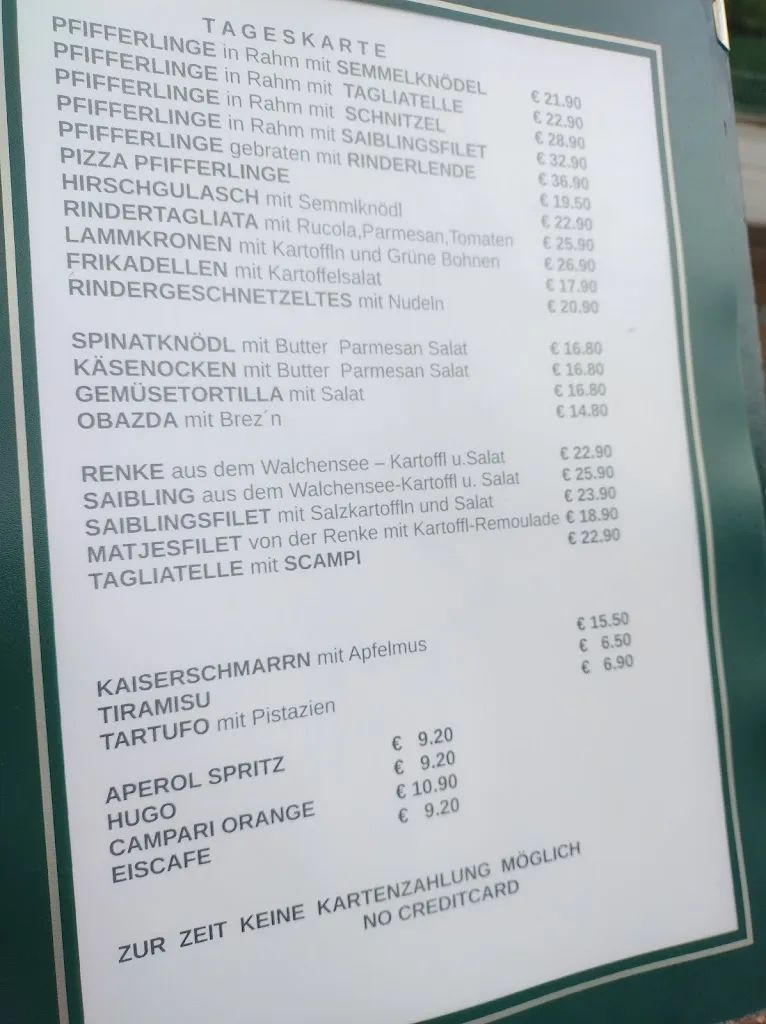 TAGESKARTE
PFIFFERLINGE in Rahm mit SEMMELKNÖDEL € 21.90
PFIFFERLINGE in Rahm mit TAGLIATELLE € 22.90
PFIFFERLINGE in Rahm mit SCHNITZEL € 28.90
PFIFFERLINGE in Rahm mit SAIBLINGSFILET € 32.90
PFIFFERLINGE gebraten mit RINDERLENDE € 36.90
PIZZA PFIFFERLINGE € 19.50
HIRSCHGULASCH mit Semmlknödl € 22.90
RINDERTAGLIATA mit Rucola,Parmesan,Tomaten € 25.90
LAMMKRONEN mit Kartoffln und Grüne Bohnen € 26.90
FRIKADELLEN mit Kartoffelsalat € 17.90
RINDERGESCHNETZELTES mit Nudeln € 20.90
SPINATKNÖDL mit Butter Parmesan Salat € 16.80
KÄSENOCKEN mit Butter Parmesan Salat € 16.80
GEMÜSETORTILLA mit Salat € 16.80
OBAZDA mit Brez´n € 14.80
RENKE aus dem Walchensee – Kartoffl u.Salat € 22.90
SAIBLING aus dem Walchensee-Kartoffl u. Salat € 25.90
SAIBLINGSFILET mit Salzkartoffln und Salat € 23.90
MATJESFILET von der Renke mit Kartoffl-Remoulade € 18.90
TAGLIATELLE mit SCAMPI € 22.90
KAISERSCHMARRN mit Apfelmus € 15.50
TIRAMISU € 6.50
TARTUFO mit Pistazien € 6.90
APEROL SPRITZ € 9.20
HUGO € 9.20
CAMPARI ORANGE € 10.90
EISCAFE € 9.20
ZUR ZEIT KEINE KARTENZAHLUNG MÖGLICH
NO CREDITCARD